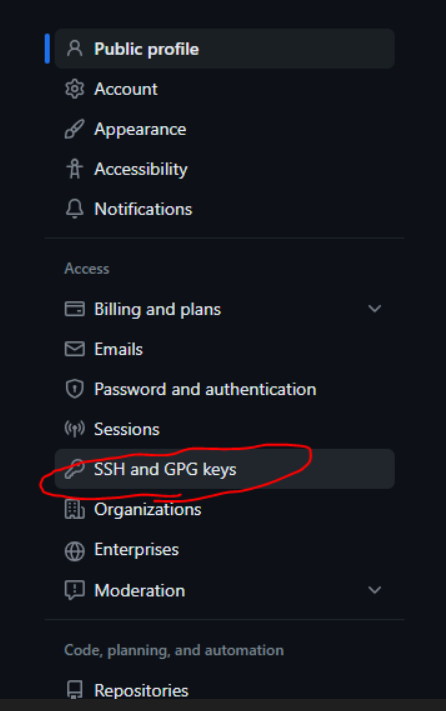 Public profile
Account
Appearance
Accessibility
Notifications
Access
Billing and plans
Emails
Password and authentication
Sessions
SSH and GPG keys
Organizations
Enterprises
Moderation
Code, planning, and automation
Repositories